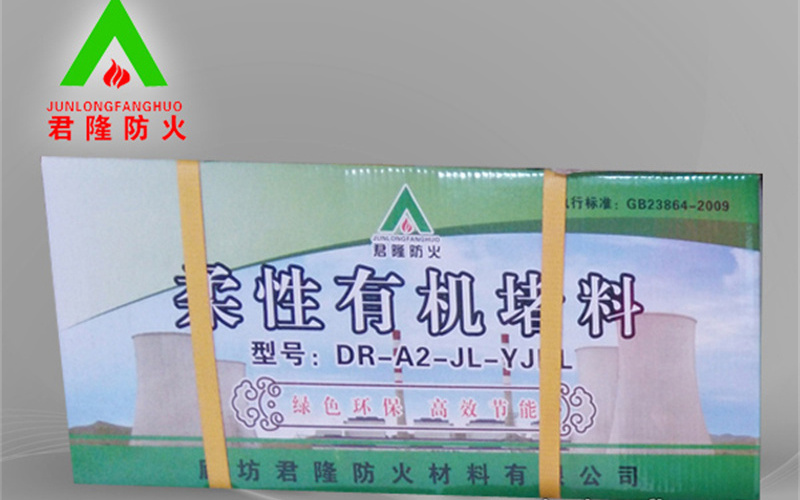 JUNLONGFANGHUO
君隆防火
执行标准：GB23864-2009
JUNLONGFANGHUO
君隆防火
柔性有机堵料
型号：DR-A2-JL-YJDL
绿色环保 高效节能
廊坊君隆防火材料有限公司